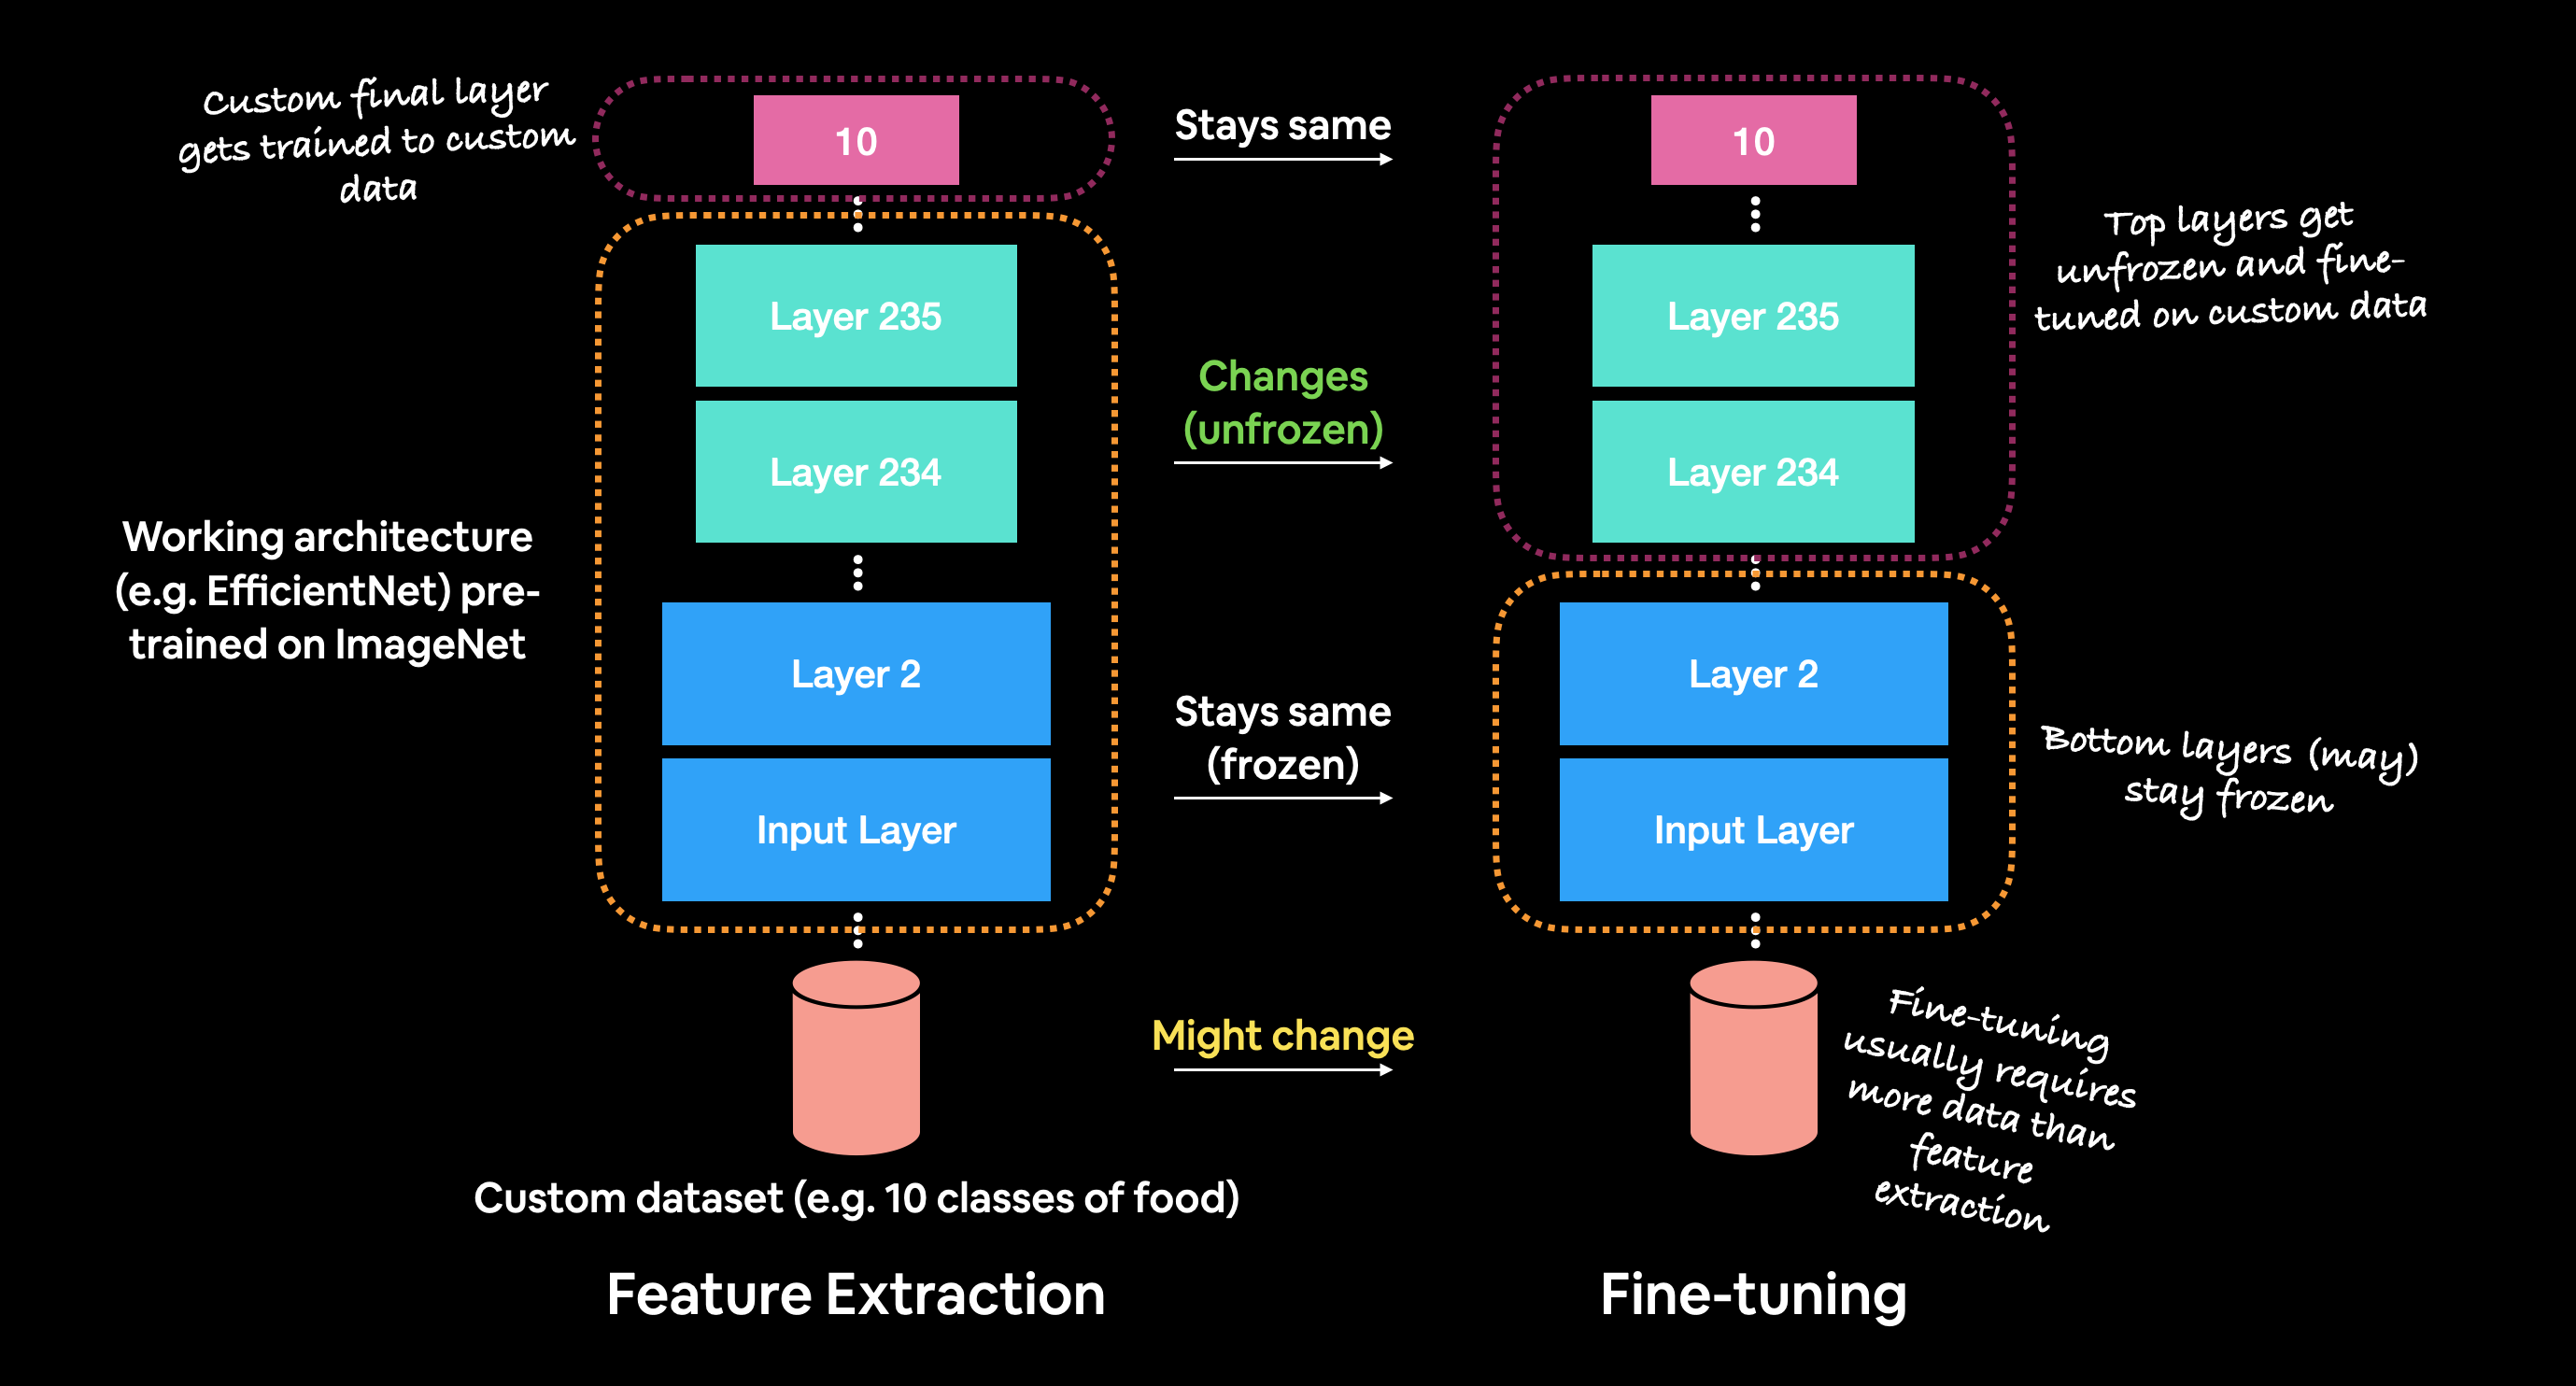 Custom final layer
gets trained to custom
data
10
Stays same
10
Layer 235
Layer 235
Top layers get
unfrozen and fine-
tuned on custom data
Changes
(unfrozen)
Layer 234
Layer 234
Working architecture
(e.g. EfficientNet) pre-
trained on ImageNet
Layer 2
Layer 2
Stays same
(frozen)
Input Layer
Input Layer
Bottom layers (may)
stay frozen
Might change
Fine-tuning
usually requires
more data than
feature
extraction
Custom dataset (e.g. 10 classes of food)
Feature Extraction
Fine-tuning